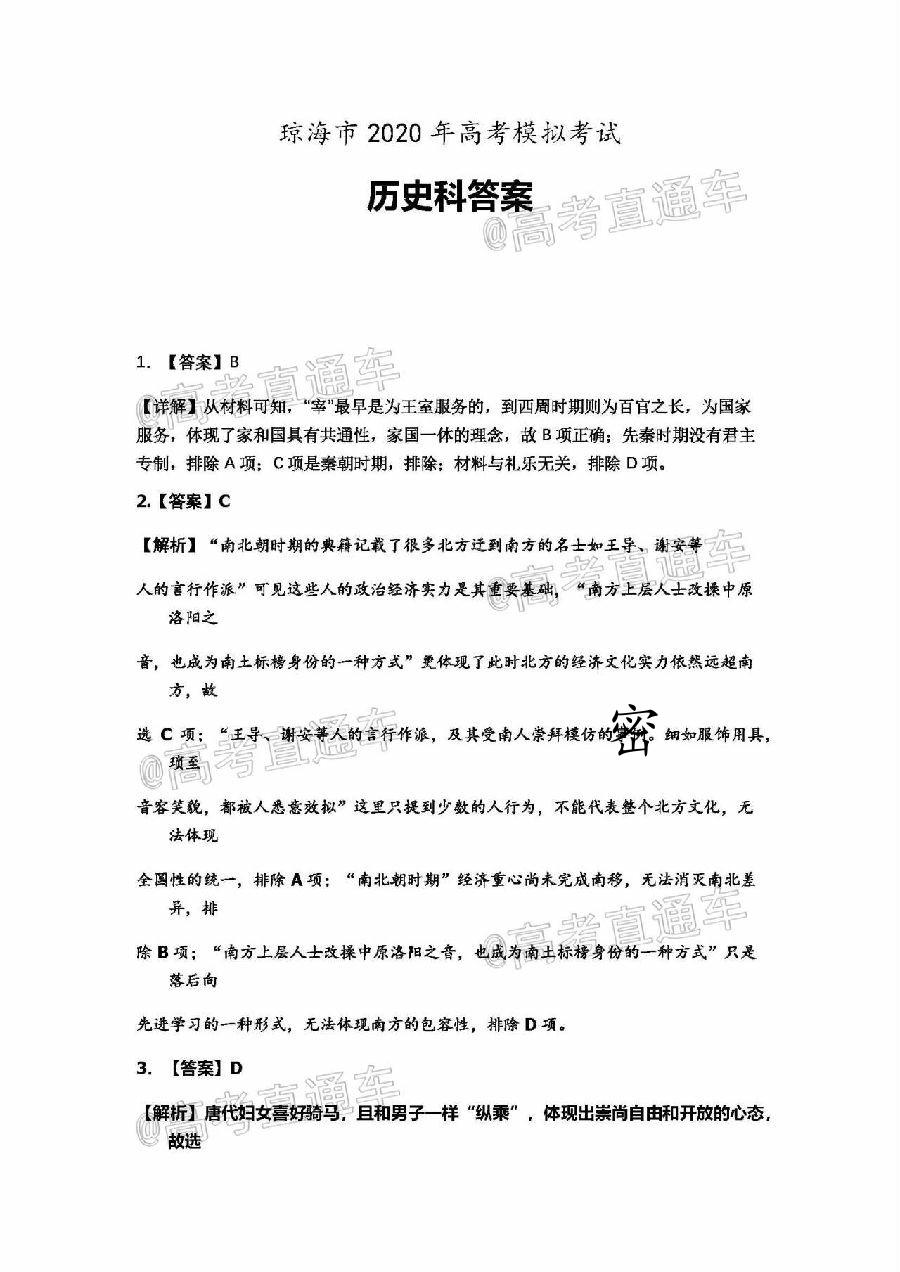 琼海市 2020 年高考模拟考试
历史科答案
@高考直通车
1. 【答案】B
@高考直通车
【详解】从材料可知，“宰”最早是为王室服务的，到西周时期则为百官之长，为国家
服务，体现了家和国具有共通性，家国一体的理念，故 B 项正确；先秦时期没有君主
专制，排除 A 项；C 项是秦朝时期，排除；材料与礼乐无关，排除 D 项。
2.【答案】C
【解析】“南北朝时期的典籍记载了很多北方迁到南方的名士如王导、谢安等
@高考直通车
人的言行作派”可见这些人的政治经济实力是其重要基础，“南方上层人士改操中原
洛阳之
音，也成为南土标榜身份的一种方式”更体现了此时北方的经济文化实力依然远超南
方，故
选 C 项；“王导、谢安等人的言行作派，及其受南人崇拜模仿的 。细如服饰用具，
密
琐至
@高考直通车
音容笑貌，都被人悉意效拟”这里只提到少数的人行为，不能代表整个北方文化，无
法体现
全国性的统一，排除 A 项；“南北朝时期”经济重心尚未完成南移，无法消灭南北差
异，排
@高考直通车
除 B 项；“南方上层人士改操中原洛阳之音，也成为南土标榜身份的一种方式”只是
落后向
先进学习的一种形式，无法体现南方的包容性，排除 D 项。
3. 【答案】D
@高考直通车
【解析】唐代妇女喜好骑马，且和男子一样“纵乘”，体现出崇尚自由和开放的心态，
故选